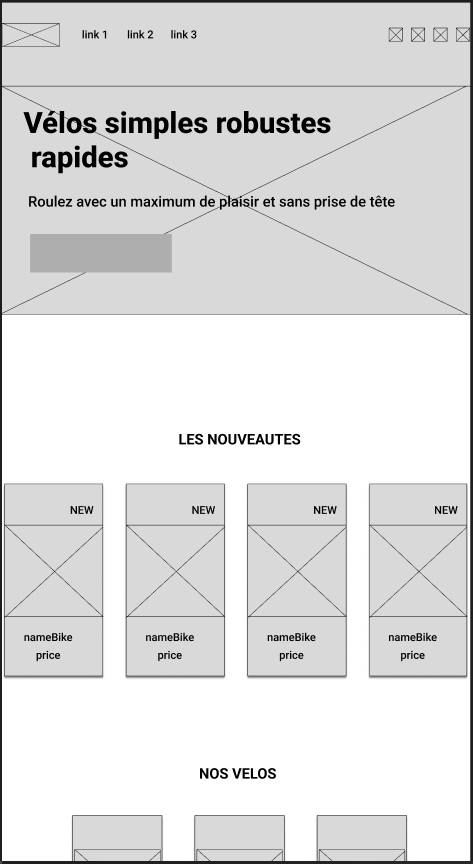 link 1 link 2 link 3
Vélos simples robustes
rapides
Roulez avec un maximum de plaisir et sans prise de tête
LES NOUVEAUTES
NEW NEW NEW NEW
nameBike nameBike nameBike nameBike
price price price price
NOS VELOS